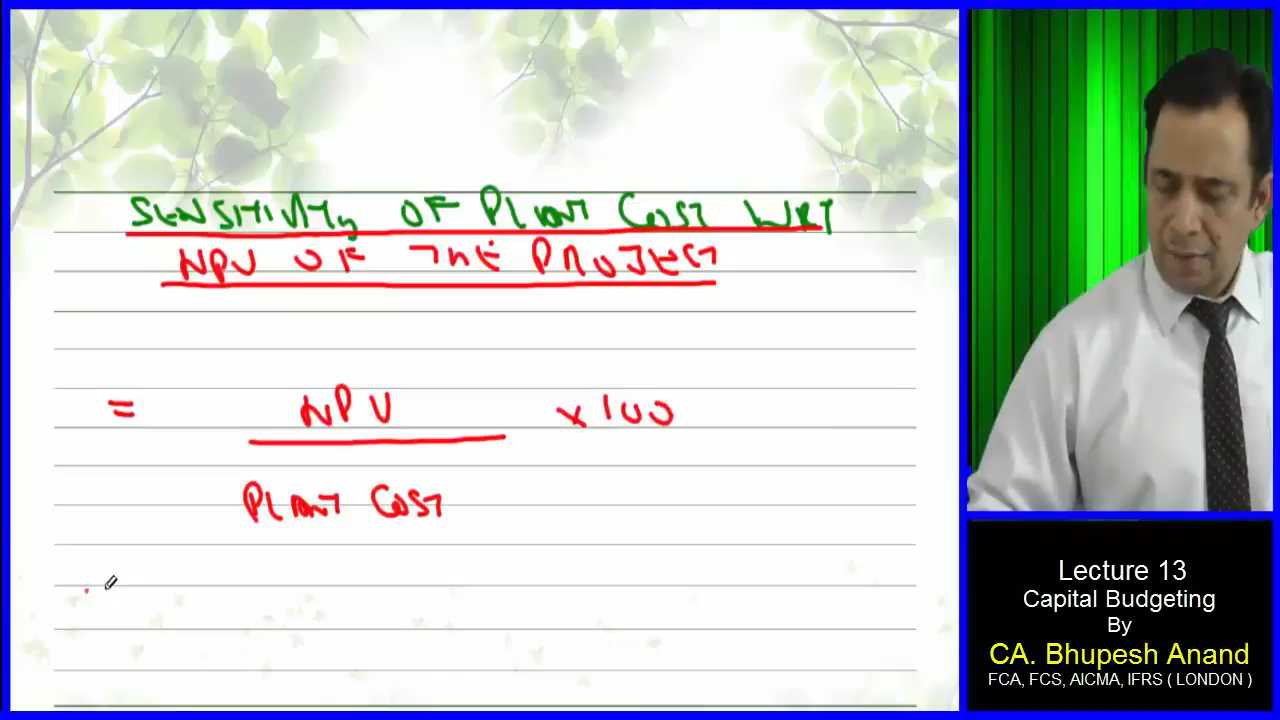 SENSITIVITY OF PLANT COST WRT
NPV OF THE PROJECT
= NPV × 100
PLANT COST
Lecture 13
Capital Budgeting
By
CA. Bhupesh Anand
FCA, FCS, AICMA, IFRS ( LONDON )